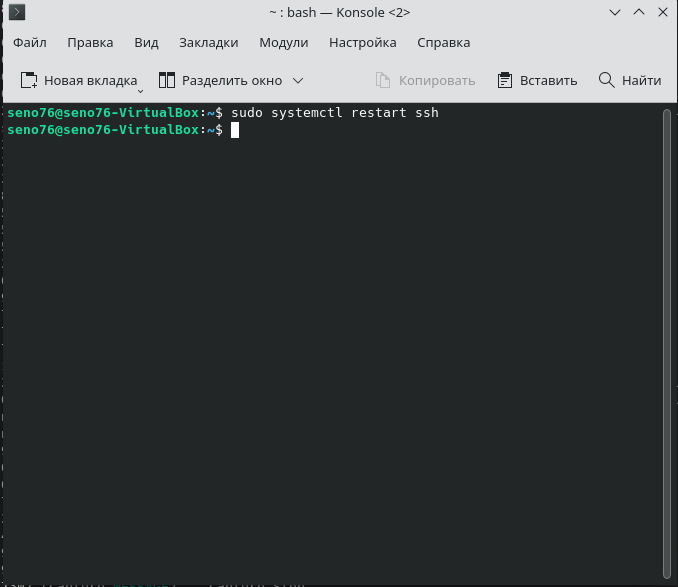 ~ : bash — Konsole <2>
Файл Правка Вид Закладки Модули Настройка Справка
Новая вкладка Разделить окно Копировать Вставить Найти
seno76@seno76-VirtualBox:~$ sudo systemctl restart ssh
seno76@seno76-VirtualBox:~$